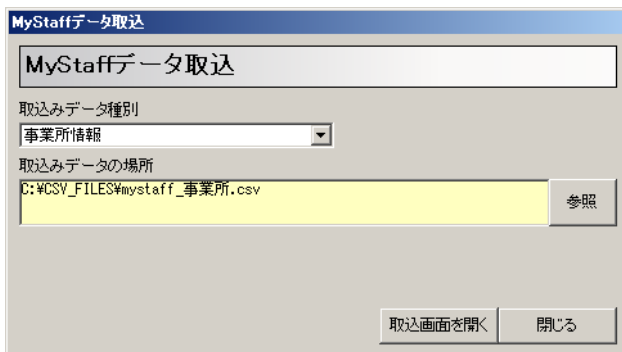 MyStaffデータ取込
MyStaffデータ取込
取込みデータ種別
事業所情報
取込みデータの場所
C:¥CSV_FILES¥mystaff_事業所.csv
参照
取込画面を開く 閉じる